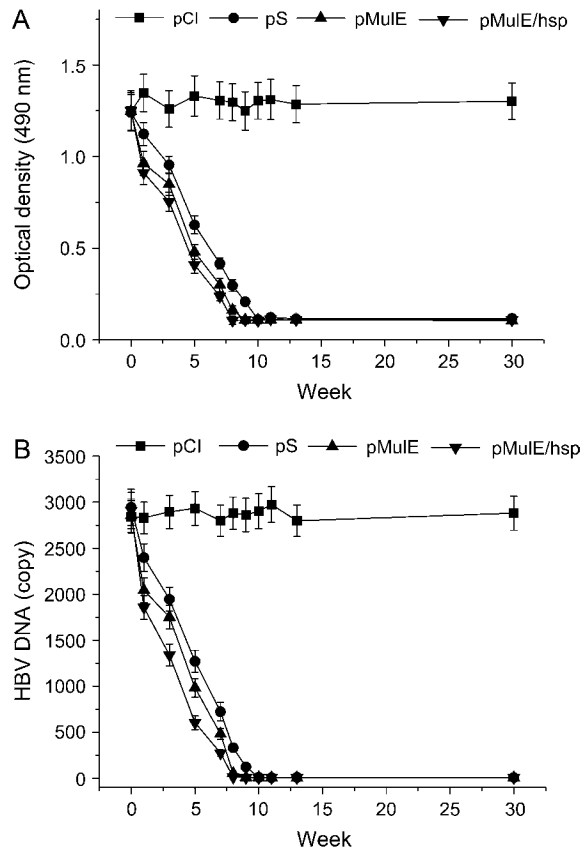 A
pCI pS pMulE pMulE/hsp
Optical density (490 nm)
1.5
1.0
0.5
0.0
0 5 10 15 20 25 30
Week
B
pCI pS pMulE pMulE/hsp
HBV DNA (copy)
3500
3000
2500
2000
1500
1000
500
0
0 5 10 15 20 25 30
Week